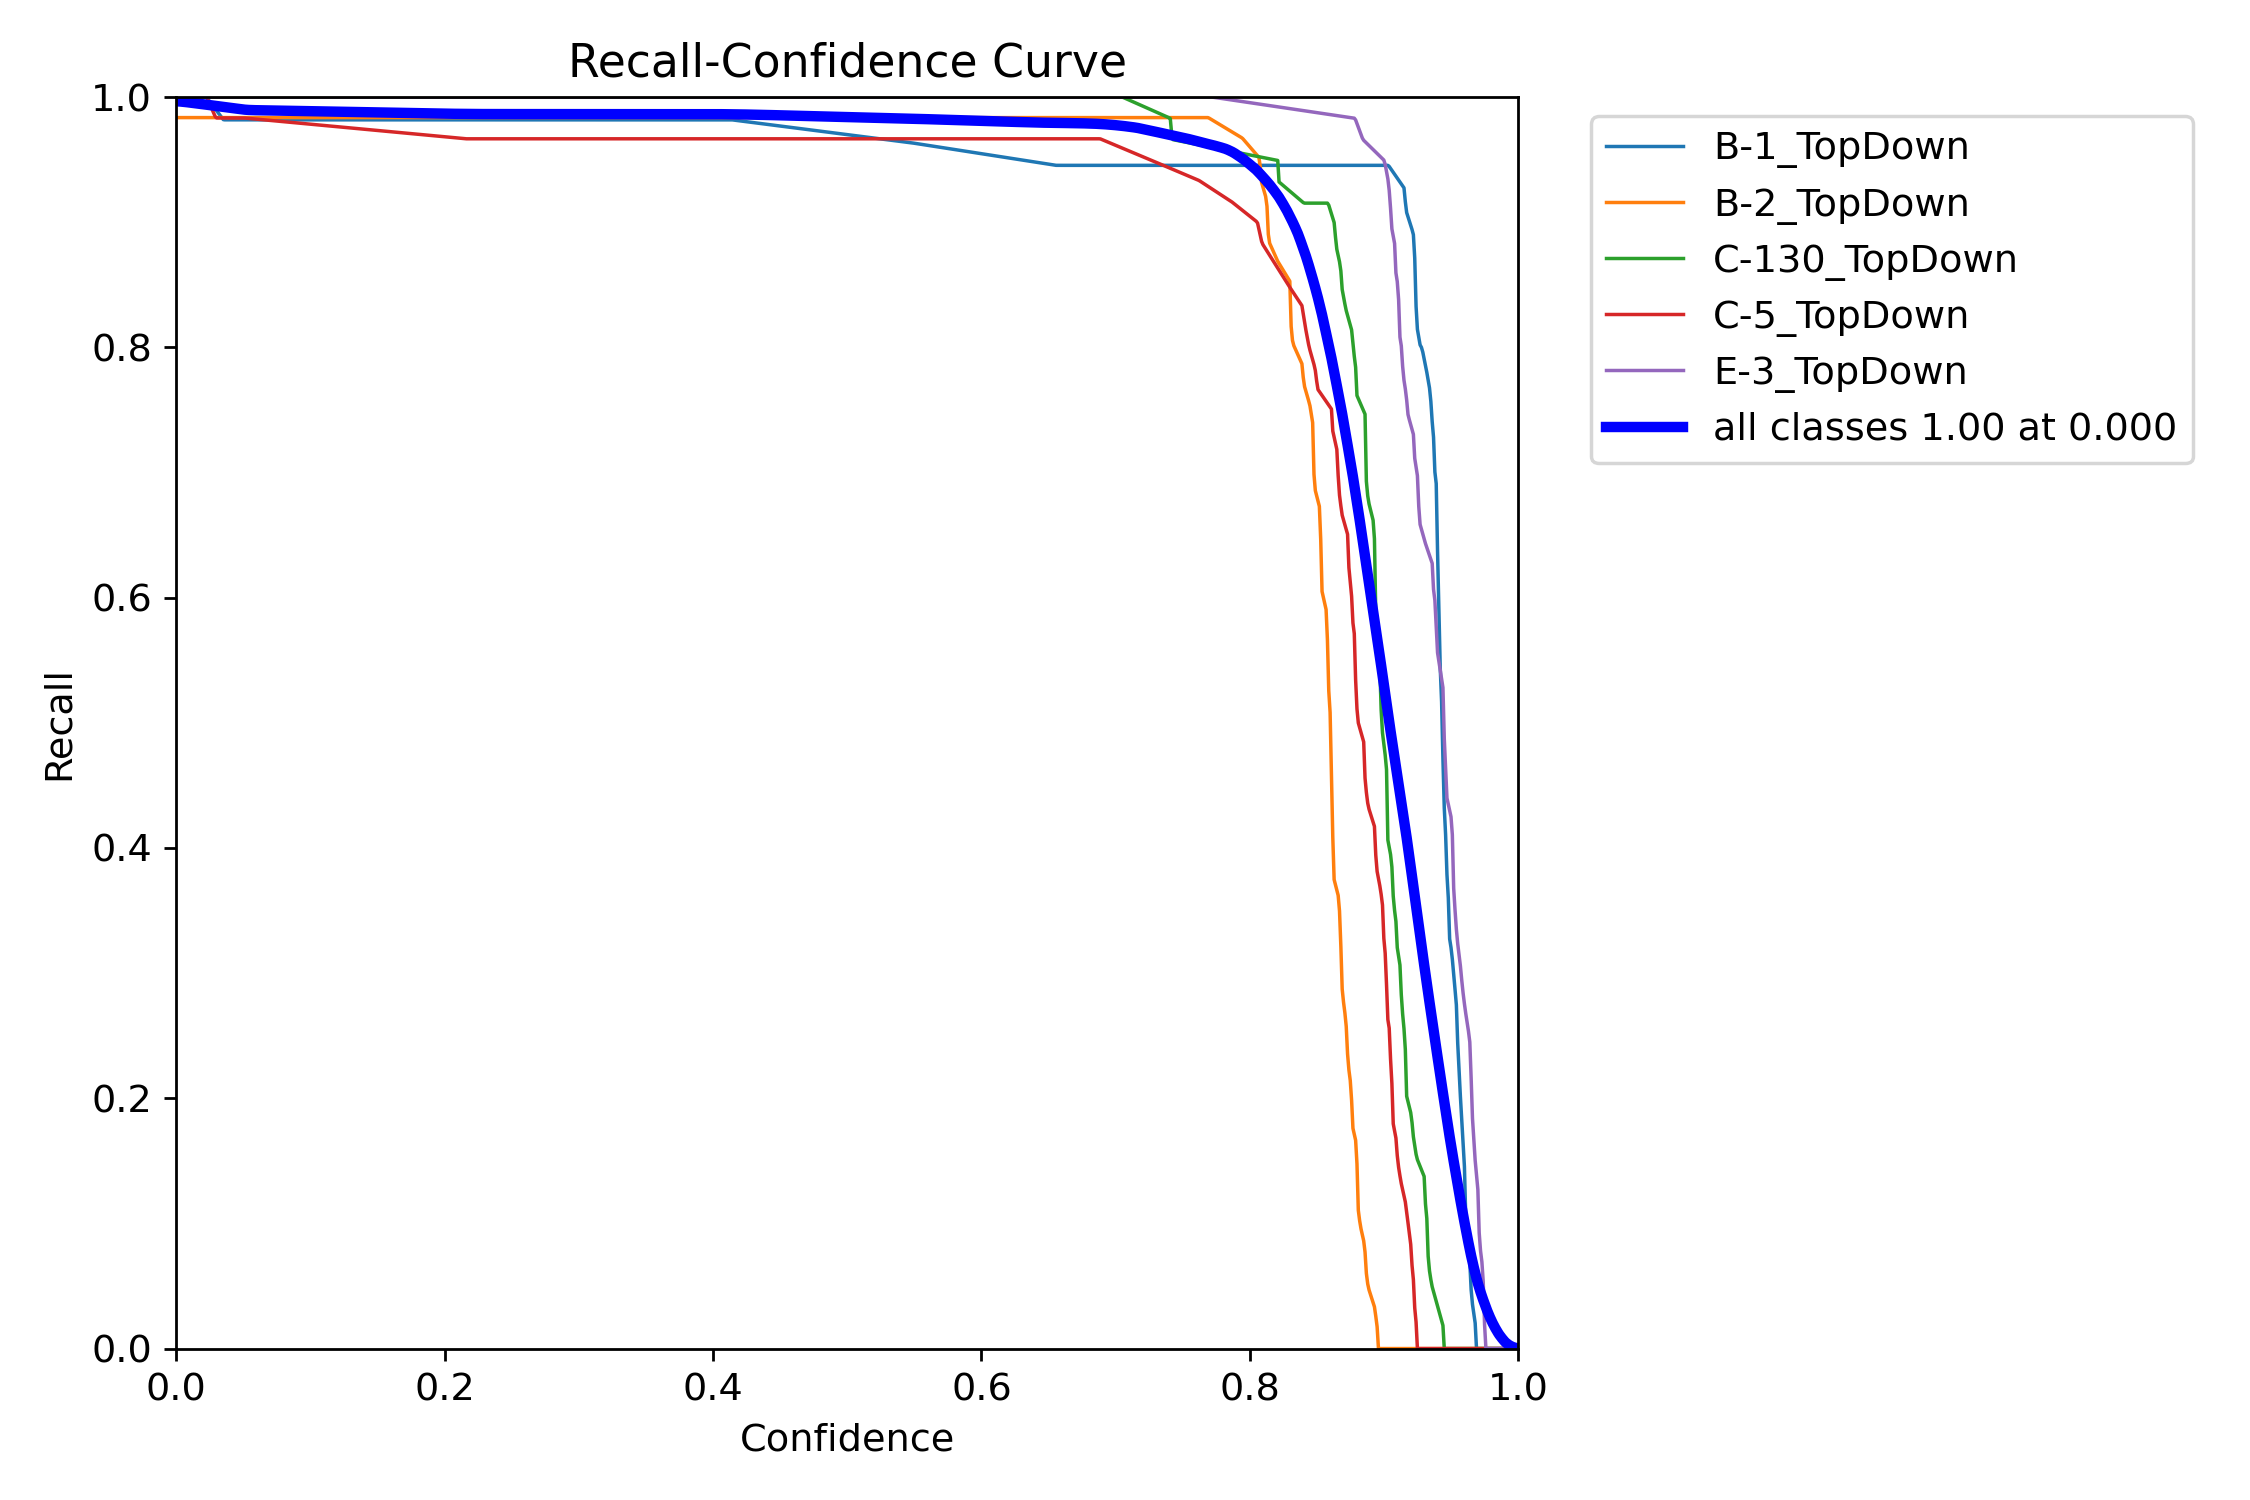 Recall-Confidence Curve
1.0
0.8
0.6
0.4
0.2
0.0
Recall
0.0 0.2 0.4 0.6 0.8 1.0
Confidence
B-1_TopDown
B-2_TopDown
C-130_TopDown
C-5_TopDown
E-3_TopDown
all classes 1.00 at 0.000